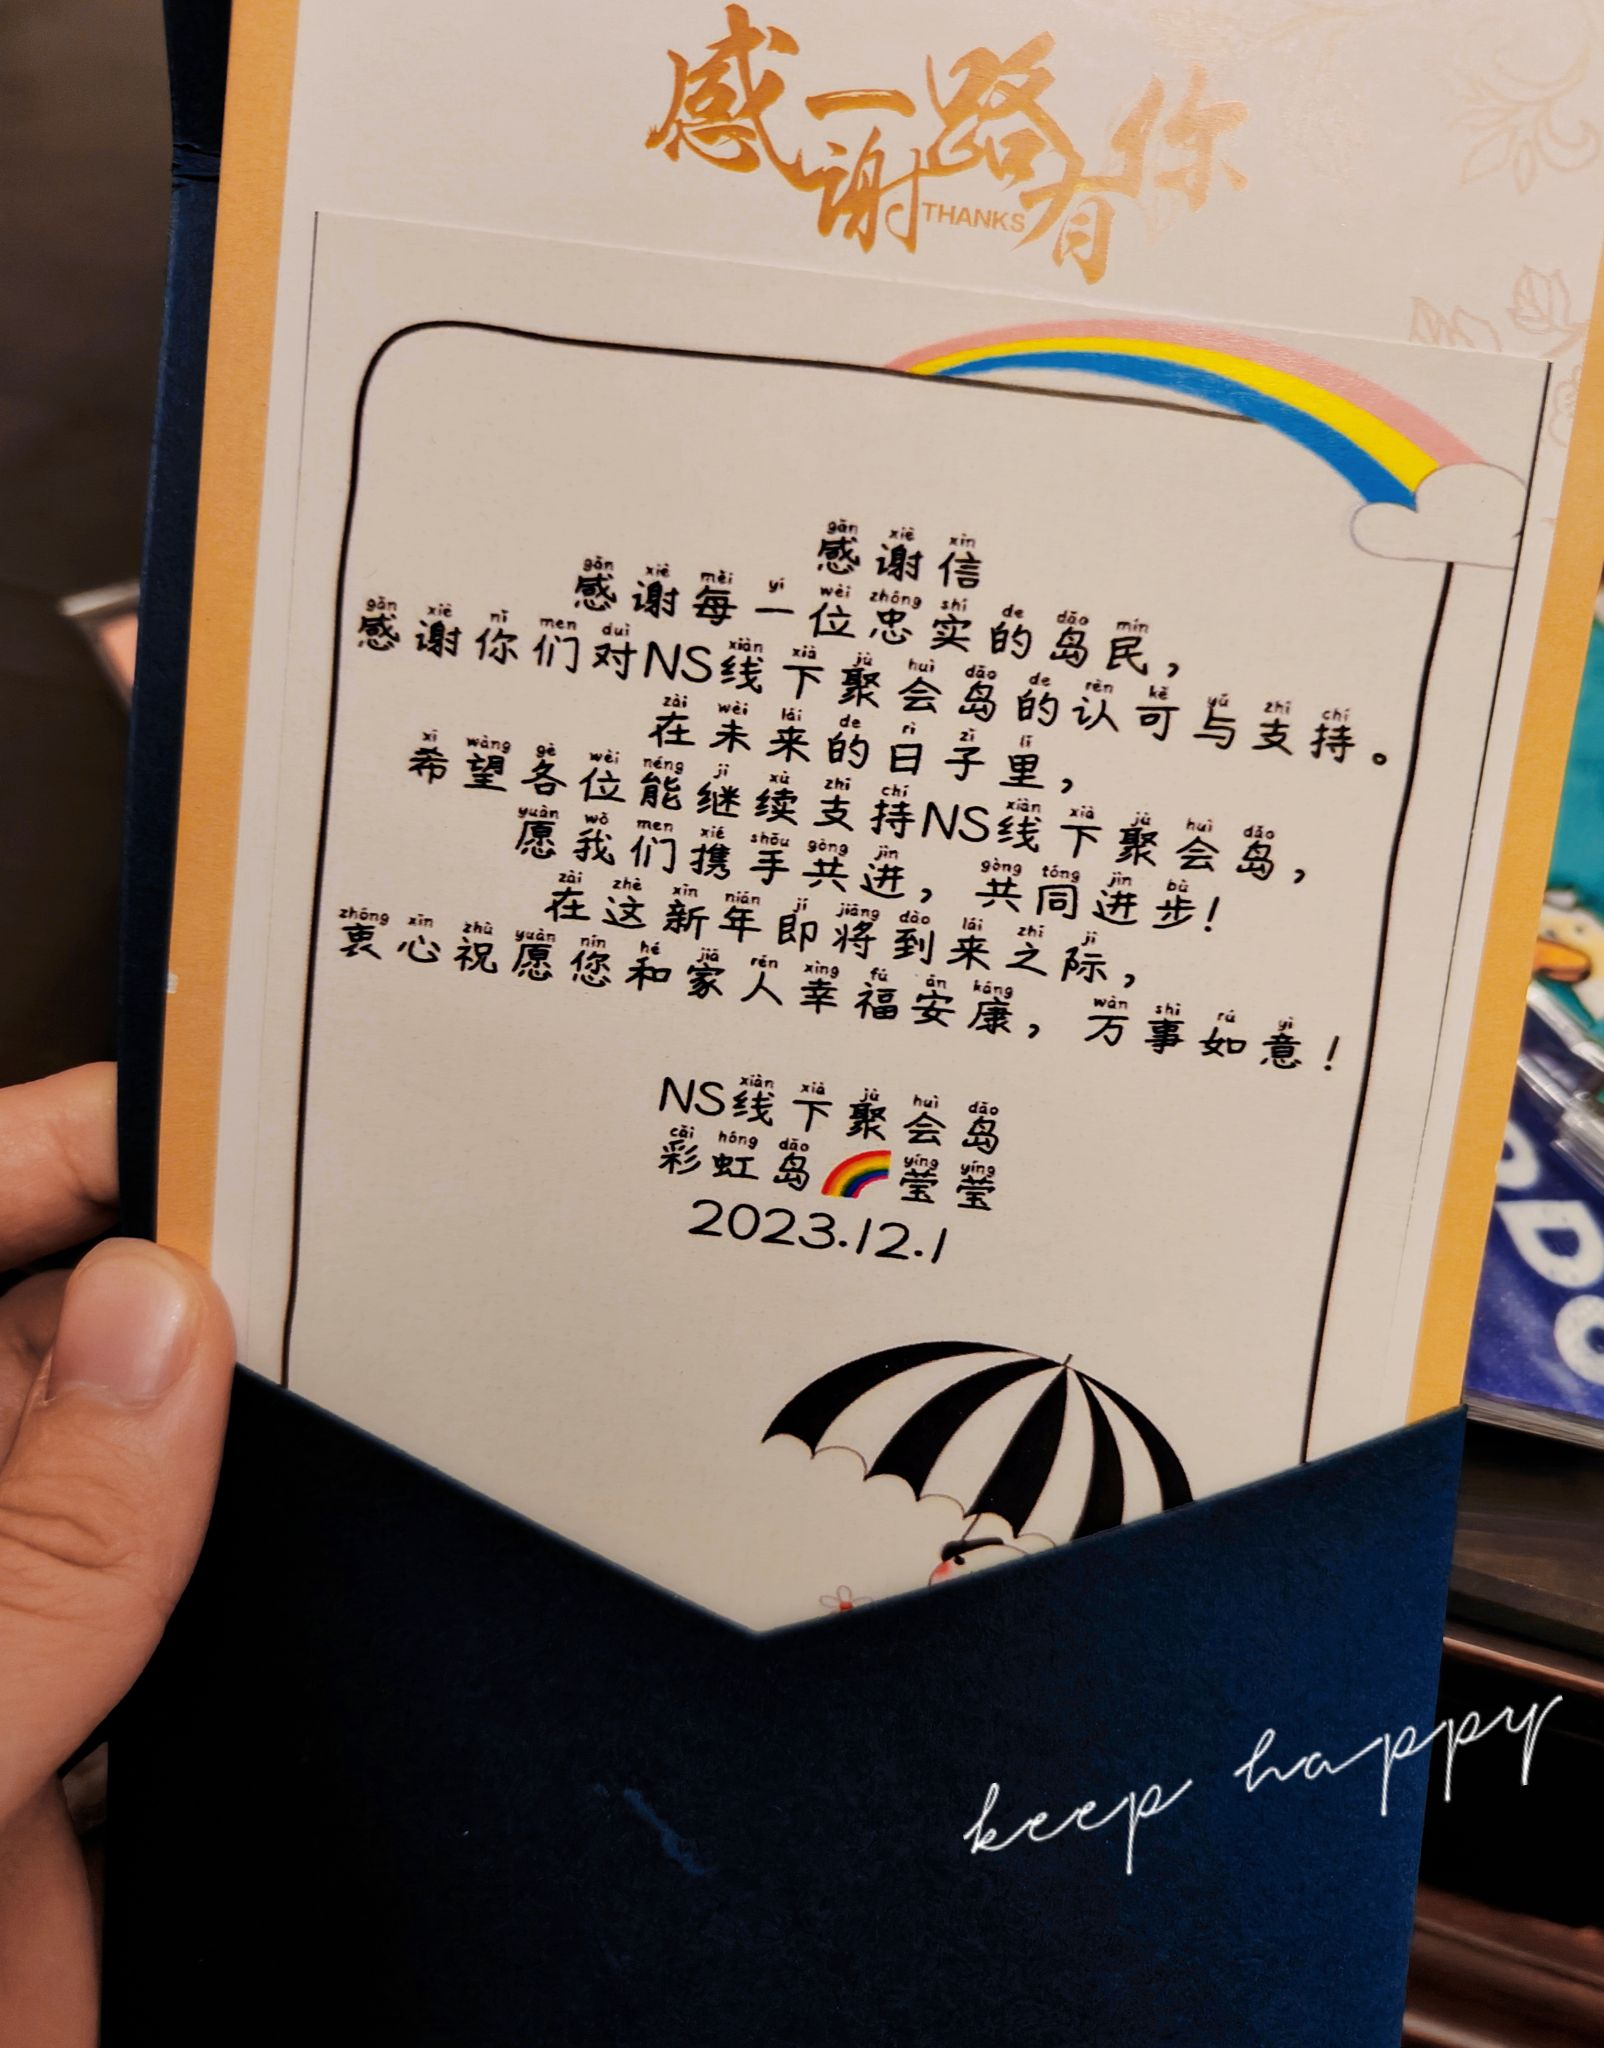 感谢一路有你
THANKS
感谢信
感谢每一位忠实的岛民，
感谢你们对NS线下聚会岛的认可与支持。
在未来的日子里，
希望各位能继续支持NS线下聚会岛，
愿我们携手共进，共同进步！
在这新年即将到来之际，
衷心祝愿您和家人幸福安康，万事如意！
NS线下聚会岛
彩虹岛🌈莹莹
2023.12.1
keep happy